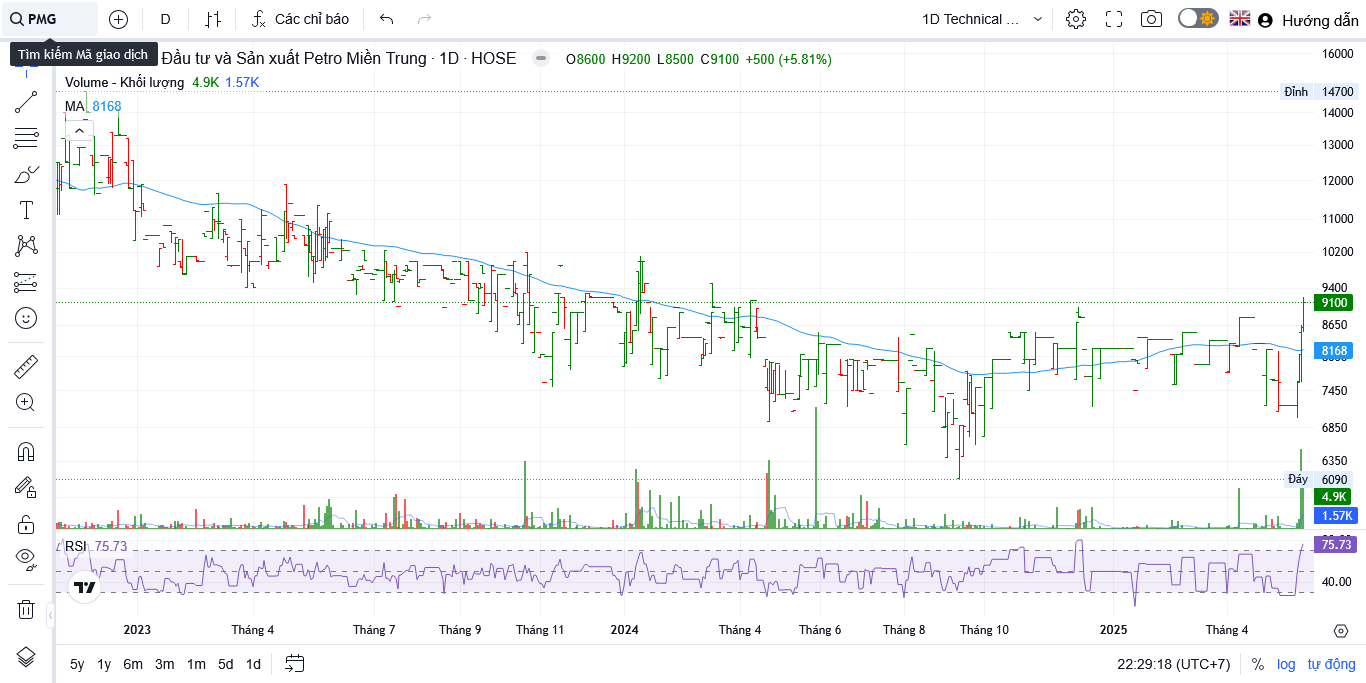 PMG
D
Các chỉ báo
1D Technical ...
Hướng dẫn
Tìm kiếm Mã giao dịch
Đầu tư và Sản xuất Petro Miền Trung · 1D · HOSE
O8600 H9200 L8500 C9100 +500 (+5.81%)
Volume - Khối lượng 4.9K 1.57K
MA 8168
16000
Đỉnh 14700
14000
13000
12000
11000
10200
9400
9100
8650
8168
8050
7450
6850
6350
Đáy 6090
4.9K
1.57K
RSI 75.73
75.73
40.00
2023 Tháng 4 Tháng 7 Tháng 9 Tháng 11 2024 Tháng 4 Tháng 6 Tháng 8 Tháng 10 2025 Tháng 4
5y 1y 6m 3m 1m 5d 1d
22:29:18 (UTC+7) % log tự động